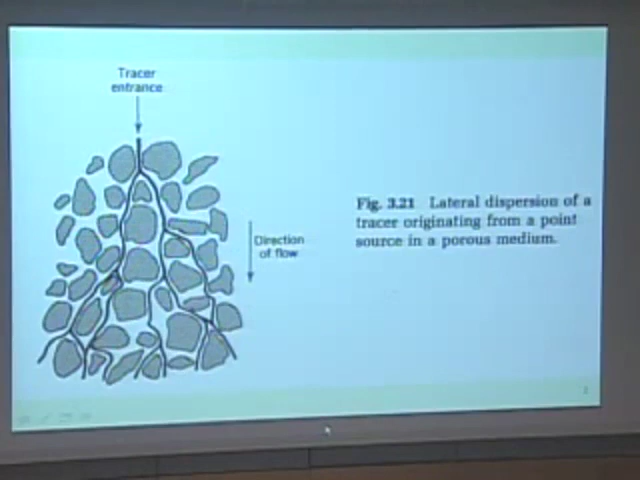 Tracer
entrance
Direction
of flow
Fig. 3.21 Lateral dispersion of a
tracer originating from a point
source in a porous medium.